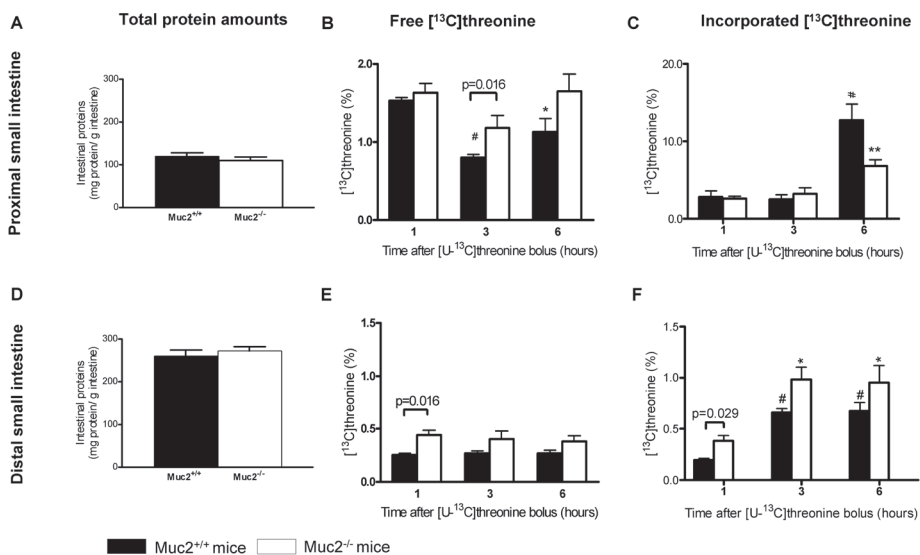 A
Total protein amounts
B
Free [¹³C]threonine
C
Incorporated [¹³C]threonine
Proximal small intestine
Intestinal proteins
(mg protein/ g intestine)
300
200
100
0
Muc2⁺/⁺ Muc2⁻/⁻
[¹³C]threonine (%)
2.0
1.0
0.0
p=0.016
#
*
1 3 6
Time after [U-¹³C]threonine bolus (hours)
[¹³C]threonine (%)
20.0
10.0
0.0
#
**
1 3 6
Time after [U-¹³C]threonine bolus (hours)
D
E
F
Distal small intestine
Intestinal proteins
(mg protein/ g intestine)
300
200
100
0
Muc2⁺/⁺ Muc2⁻/⁻
[¹³C]threonine (%)
1.5
1.0
0.5
0.0
p=0.016
1 3 6
Time after [U-¹³C]threonine bolus (hours)
[¹³C]threonine (%)
1.5
1.0
0.5
0.0
p=0.029
#
*
#
*
1 3 6
Time after [U-¹³C]threonine bolus (hours)
Muc2⁺/⁺ mice Muc2⁻/⁻ mice